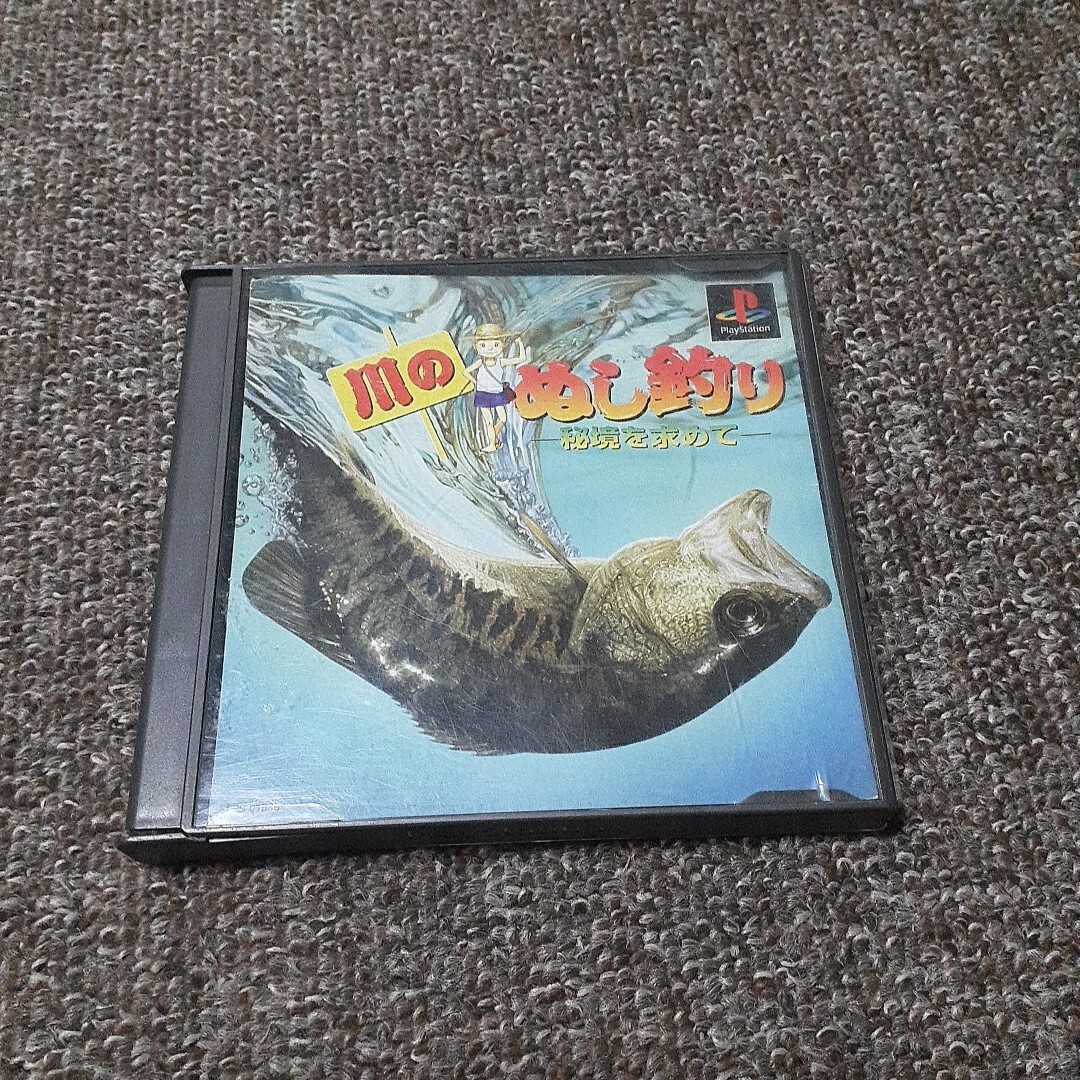 PlayStation
川の
ぬし釣り
―秘境を求めて―